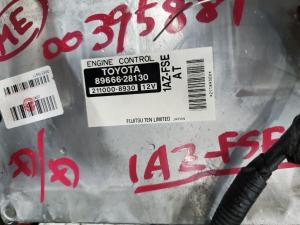 ME
00395881
ENGINE CONTROL
TOYOTA
89666-28130
211000-8930 12V
1AZ-FSE
AT
FUJITSU TEN LIMITED JAPAN
1AZ-FSE